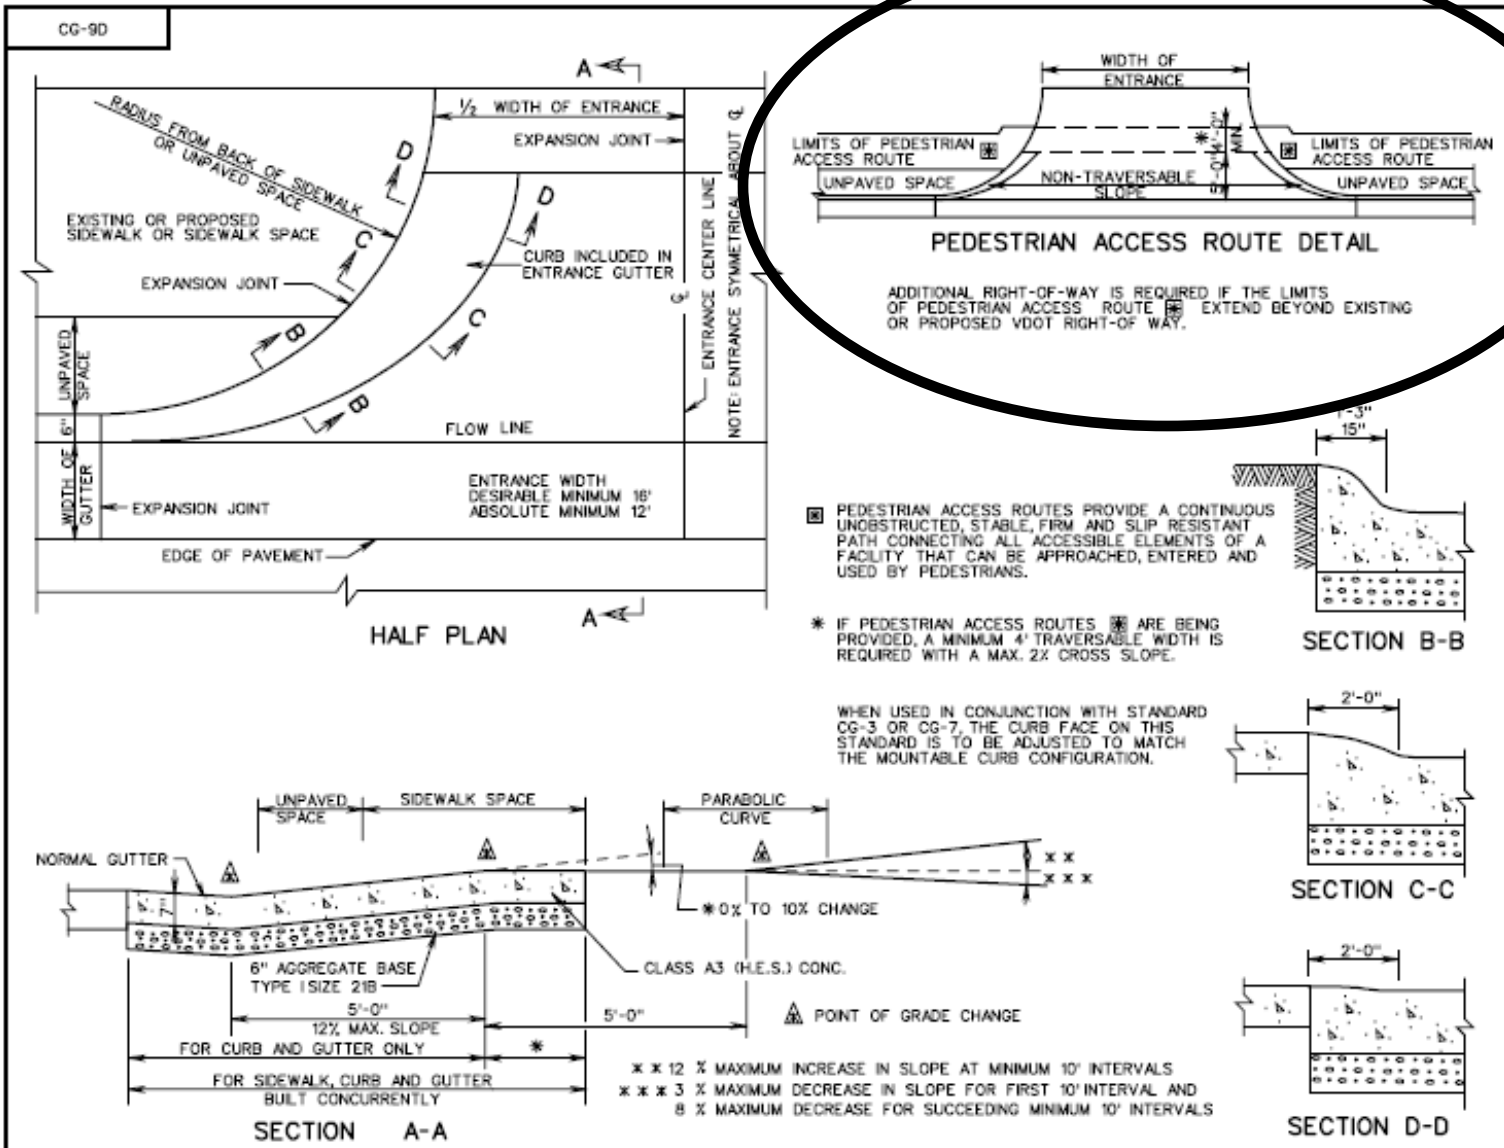 CG-9D
A
½ WIDTH OF ENTRANCE
EXPANSION JOINT
RADIUS FROM BACK OF SIDEWALK
OR UNPAVED SPACE
D
D
EXISTING OR PROPOSED
SIDEWALK OR SIDEWALK SPACE
C
CURB INCLUDED IN
ENTRANCE GUTTER
EXPANSION JOINT
C
B
B
UNPAVED
SPACE
6"
WIDTH OF
GUTTER
FLOW LINE
ENTRANCE CENTER LINE
℄
NOTE: ENTRANCE SYMMETRICAL ABOUT ℄
ENTRANCE WIDTH
DESIRABLE MINIMUM 16'
ABSOLUTE MINIMUM 12'
EXPANSION JOINT
EDGE OF PAVEMENT
A
HALF PLAN
WIDTH OF
ENTRANCE
LIMITS OF PEDESTRIAN
ACCESS ROUTE
*
4'-0"
MIN.
5'-0"
LIMITS OF PEDESTRIAN
ACCESS ROUTE
UNPAVED SPACE
NON-TRAVERSABLE
SLOPE
UNPAVED SPACE
PEDESTRIAN ACCESS ROUTE DETAIL
ADDITIONAL RIGHT-OF-WAY IS REQUIRED IF THE LIMITS
OF PEDESTRIAN ACCESS ROUTE EXTEND BEYOND EXISTING
OR PROPOSED VDOT RIGHT-OF WAY.
1'-3"
15"
SECTION B-B
PEDESTRIAN ACCESS ROUTES PROVIDE A CONTINUOUS
UNOBSTRUCTED, STABLE, FIRM AND SLIP RESISTANT
PATH CONNECTING ALL ACCESSIBLE ELEMENTS OF A
FACILITY THAT CAN BE APPROACHED, ENTERED AND
USED BY PEDESTRIANS.
* IF PEDESTRIAN ACCESS ROUTES ARE BEING
PROVIDED, A MINIMUM 4' TRAVERSABLE WIDTH IS
REQUIRED WITH A MAX. 2% CROSS SLOPE.
WHEN USED IN CONJUNCTION WITH STANDARD
CG-3 OR CG-7, THE CURB FACE ON THIS
STANDARD IS TO BE ADJUSTED TO MATCH
THE MOUNTABLE CURB CONFIGURATION.
2'-0"
SECTION C-C
2'-0"
SECTION D-D
UNPAVED
SPACE
SIDEWALK SPACE
PARABOLIC
CURVE
NORMAL GUTTER
7"
* *
* * *
* 0% TO 10% CHANGE
6" AGGREGATE BASE
TYPE I SIZE 21B
CLASS A3 (H.E.S.) CONC.
5'-0"
12% MAX. SLOPE
5'-0"
POINT OF GRADE CHANGE
FOR CURB AND GUTTER ONLY
*
FOR SIDEWALK, CURB AND GUTTER
BUILT CONCURRENTLY
SECTION A-A
* * 12 % MAXIMUM INCREASE IN SLOPE AT MINIMUM 10' INTERVALS
* * * 3 % MAXIMUM DECREASE IN SLOPE FOR FIRST 10' INTERVAL AND
8 % MAXIMUM DECREASE FOR SUCCEEDING MINIMUM 10' INTERVALS